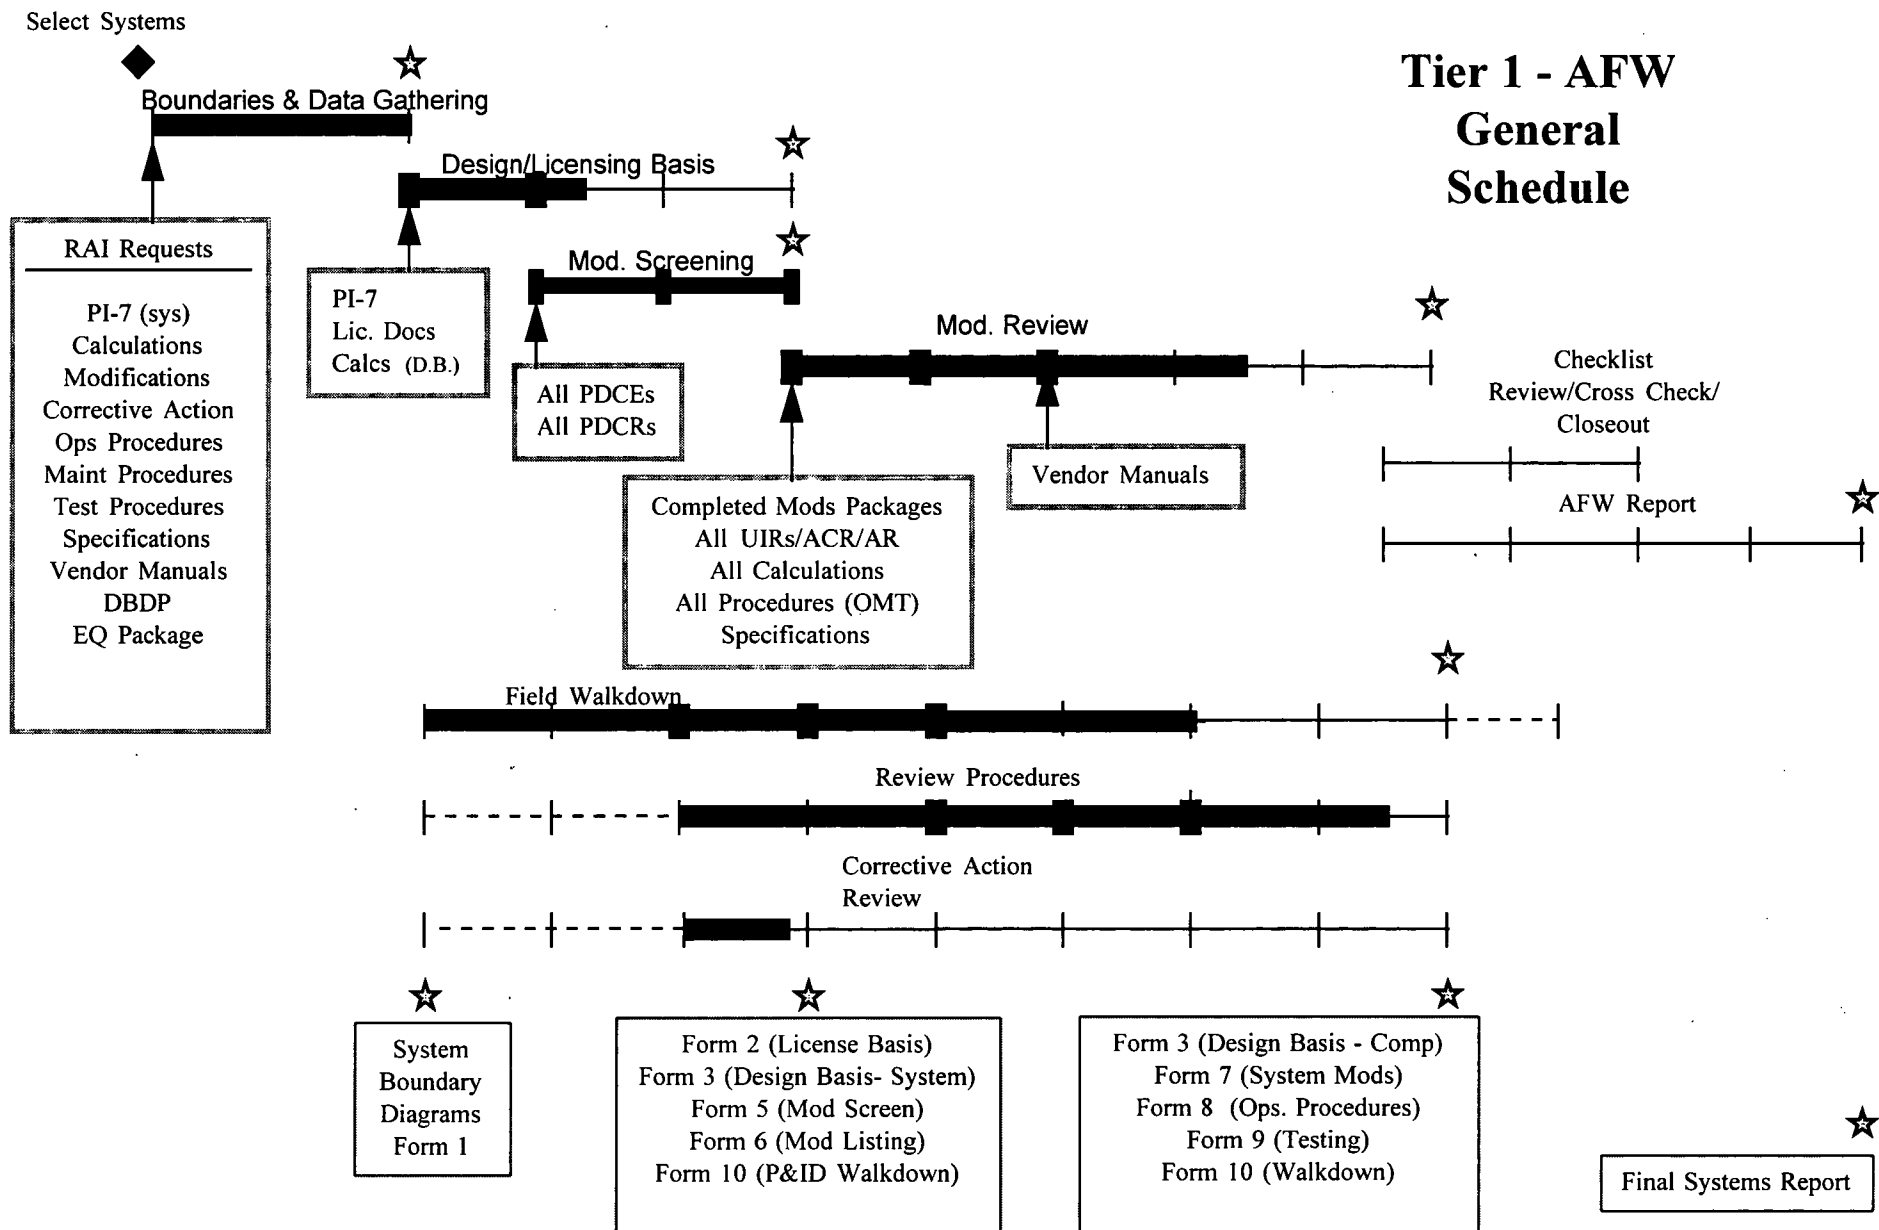 Select Systems
Tier 1 - AFW
General
Schedule
Boundaries & Data Gathering
Design/Licensing Basis
Mod. Screening
Mod. Review
RAI Requests
PI-7 (sys)
Calculations
Modifications
Corrective Action
Ops Procedures
Maint Procedures
Test Procedures
Specifications
Vendor Manuals
DBDP
EQ Package
PI-7
Lic. Docs
Calcs (D.B.)
All PDCEs
All PDCRs
Completed Mods Packages
All UIRs/ACR/AR
All Calculations
All Procedures (OMT)
Specifications
Vendor Manuals
Checklist
Review/Cross Check/
Closeout
AFW Report
Field Walkdown
Review Procedures
Corrective Action
Review
System
Boundary
Diagrams
Form 1
Form 2 (License Basis)
Form 3 (Design Basis- System)
Form 5 (Mod Screen)
Form 6 (Mod Listing)
Form 10 (P&ID Walkdown)
Form 3 (Design Basis - Comp)
Form 7 (System Mods)
Form 8 (Ops. Procedures)
Form 9 (Testing)
Form 10 (Walkdown)
Final Systems Report